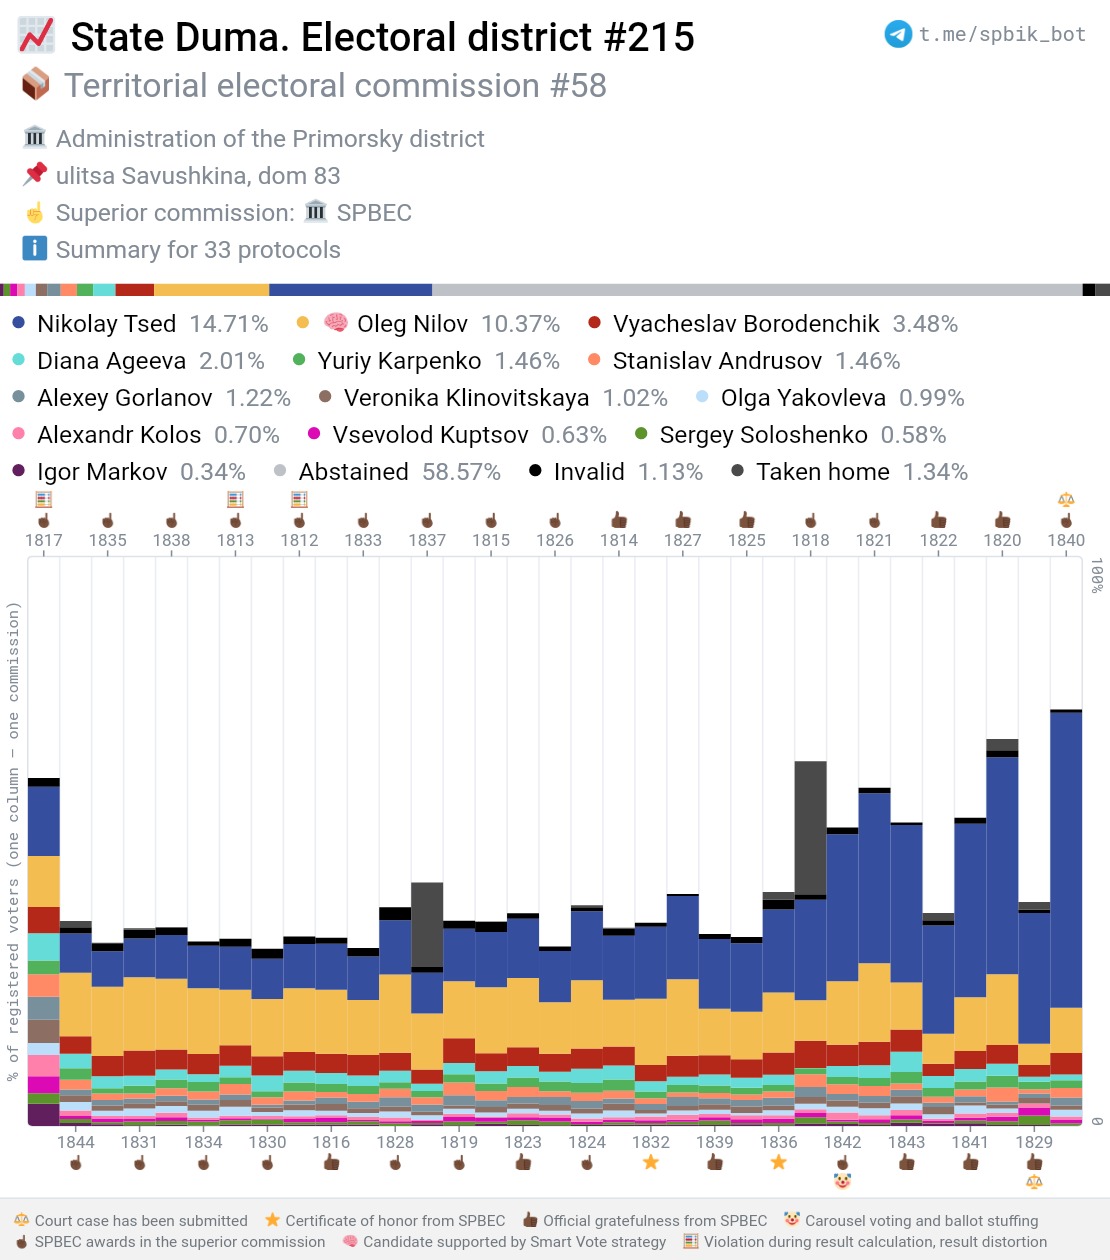 State Duma. Electoral district #215
t.me/spbik_bot
Territorial electoral commission #58
Administration of the Primorsky district
ulitsa Savushkina, dom 83
Superior commission: SPBEC
Summary for 33 protocols
Nikolay Tsed 14.71% Oleg Nilov 10.37% Vyacheslav Borodenchik 3.48%
Diana Ageeva 2.01% Yuriy Karpenko 1.46% Stanislav Andrusov 1.46%
Alexey Gorlanov 1.22% Veronika Klinovitskaya 1.02% Olga Yakovleva 0.99%
Alexandr Kolos 0.70% Vsevolod Kuptsov 0.63% Sergey Soloshenko 0.58%
Igor Markov 0.34% Abstained 58.57% Invalid 1.13% Taken home 1.34%
1817 1835 1838 1813 1812 1833 1837 1815 1826 1814 1827 1825 1818 1821 1822 1820 1840
100%
% of registered voters (one column – one commission)
0
1844 1831 1834 1830 1816 1828 1819 1823 1824 1832 1839 1836 1842 1843 1841 1829
Court case has been submitted Certificate of honor from SPBEC Official gratefulness from SPBEC Carousel voting and ballot stuffing
SPBEC awards in the superior commission Candidate supported by Smart Vote strategy Violation during result calculation, result distortion